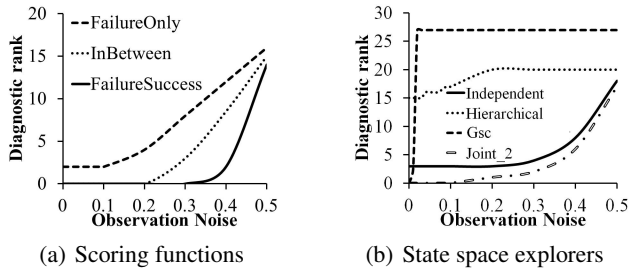 Diagnostic rank
20
15
10
5
0
FailureOnly
InBetween
FailureSuccess
0 0.1 0.2 0.3 0.4 0.5
Observation Noise
(a) Scoring functions
Diagnostic rank
30
25
20
15
10
5
0
Independent
Hierarchical
Gsc
Joint_2
0 0.1 0.2 0.3 0.4 0.5
Observation Noise
(b) State space explorers